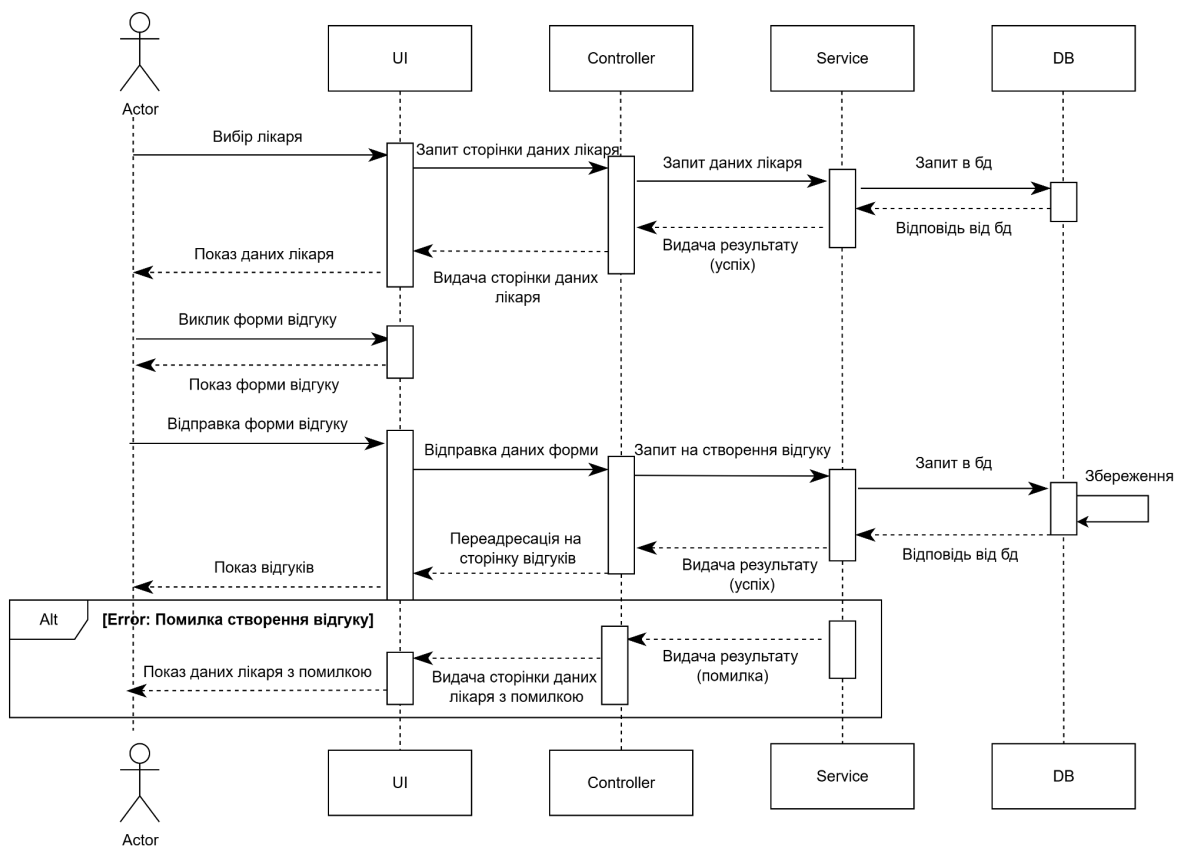 UI
Controller
Service
DB
Actor
Вибір лікаря
Запит сторінки даних лікаря
Запит даних лікаря
Запит в бд
Відповідь від бд
Видача результату
(успіх)
Показ даних лікаря
Видача сторінки даних
лікаря
Виклик форми відгуку
Показ форми відгуку
Відправка форми відгуку
Відправка даних форми
Запит на створення відгуку
Запит в бд
Збереження
Переадресація на
сторінку відгуків
Відповідь від бд
Показ відгуків
Видача результату
(успіх)
Alt
[Error: Помилка створення відгуку]
Видача результату
(помилка)
Показ даних лікаря з помилкою
Видача сторінки даних
лікаря з помилкою
UI
Controller
Service
DB
Actor